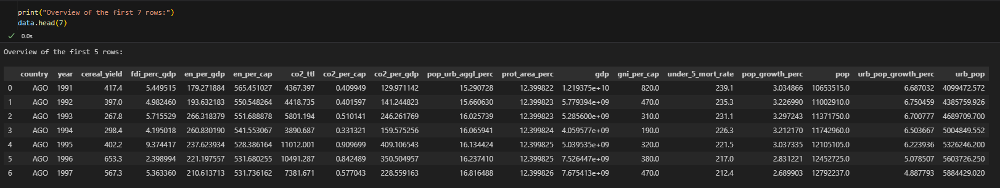 print("Overview of the first 7 rows:")
data.head(7)
0.0s
Overview of the first 5 rows:
country year cereal_yield fdi_perc_gdp en_per_gdp en_per_cap co2_ttl co2_per_cap co2_per_gdp pop_urb_aggl_perc prot_area_perc gdp gni_per_cap under_5_mort_rate pop_growth_perc pop urb_pop_growth_perc urb_pop
0 AGO 1991 417.4 5.449515 179.271884 565.451027 4367.397 0.409949 129.971142 15.290728 12.399822 1.219375e+10 820.0 239.1 3.034866 10653515.0 6.687032 4099472.572
1 AGO 1992 397.0 4.982460 193.632183 550.548264 4418.735 0.401597 141.244823 15.660630 12.399823 5.779394e+09 470.0 235.3 3.226990 11002910.0 6.750459 4385759.926
2 AGO 1993 267.8 5.715529 266.318379 551.688878 5801.194 0.510141 246.261769 16.025739 12.399823 5.285600e+09 310.0 231.1 3.297243 11371750.0 6.700777 4689709.700
3 AGO 1994 298.4 4.195018 260.830190 541.553067 3890.687 0.331321 159.575256 16.065941 12.399824 4.059577e+09 190.0 226.3 3.212170 11742960.0 6.503667 5004849.552
4 AGO 1995 402.2 9.374417 237.623934 528.386164 11012.001 0.909699 409.106543 16.134424 12.399825 5.039535e+09 320.0 221.5 3.037335 12105105.0 6.223936 5326246.200
5 AGO 1996 653.3 2.398994 221.197557 531.680255 10491.287 0.842489 350.504957 16.237410 12.399825 7.526447e+09 380.0 217.0 2.831221 12452725.0 5.078507 5603726.250
6 AGO 1997 567.3 5.363360 210.613713 531.736162 7381.671 0.577043 228.559163 16.816488 12.399826 7.675413e+09 470.0 212.4 2.689903 12792237.0 4.887793 5884429.020